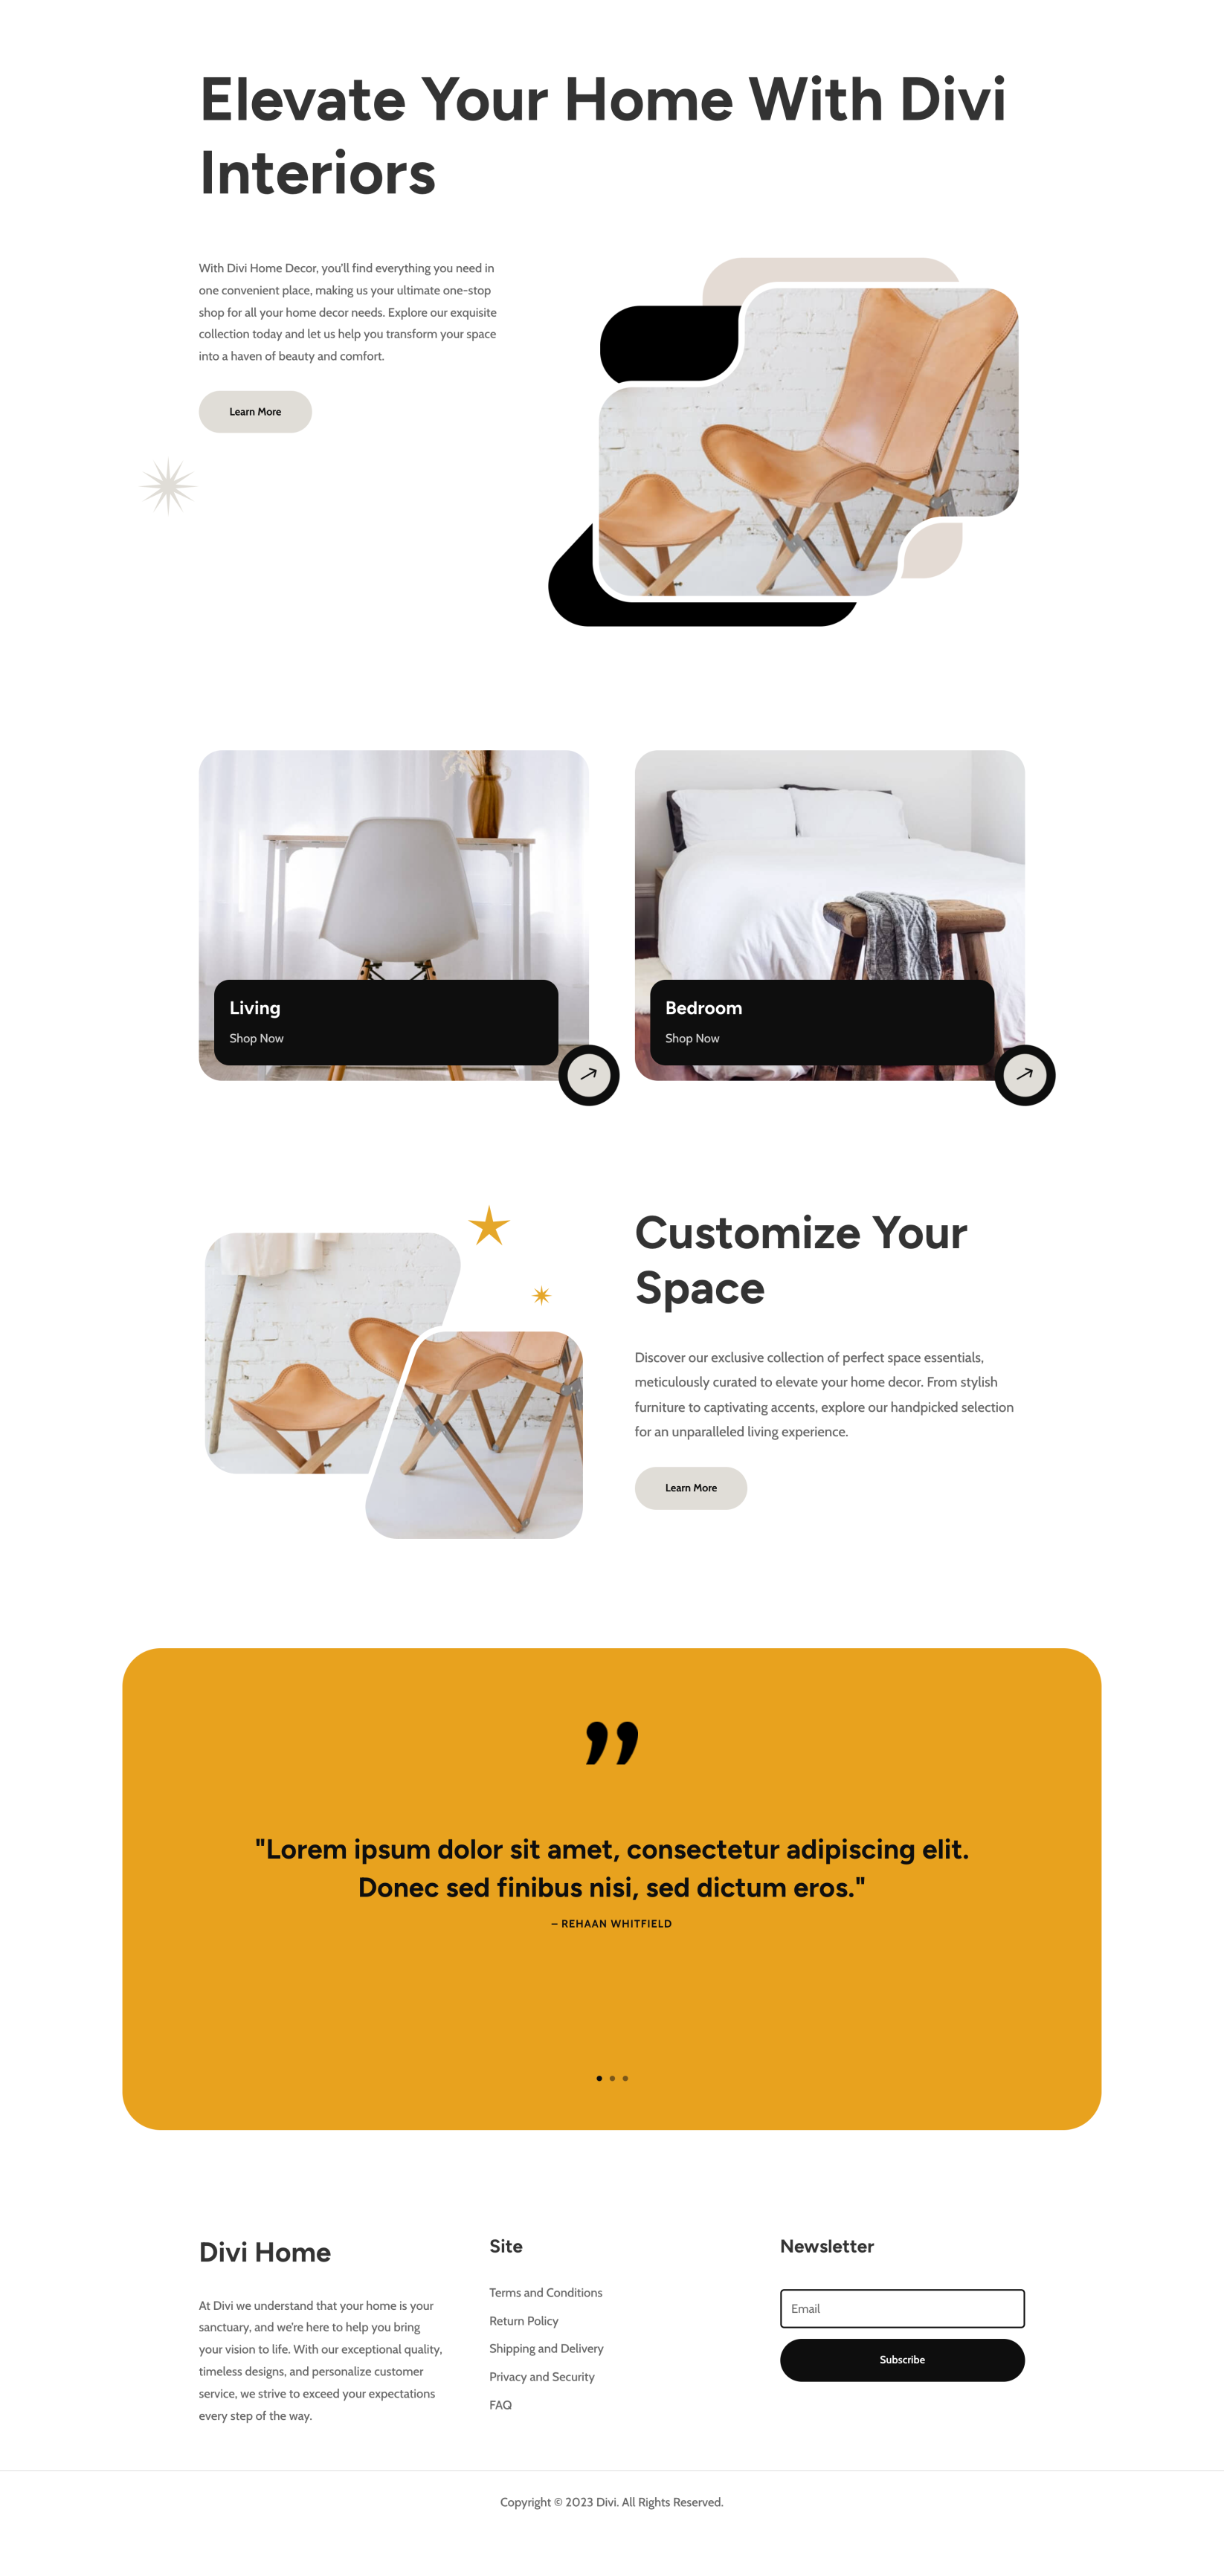 Elevate Your Home With Divi
Interiors
With Divi Home Decor, you'll find everything you need in
one convenient place, making us your ultimate one-stop
shop for all your home decor needs. Explore our exquisite
collection today and let us help you transform your space
into a haven of beauty and comfort.
Learn More
Living
Shop Now
Bedroom
Shop Now
Customize Your
Space
Discover our exclusive collection of perfect space essentials,
meticulously curated to elevate your home decor. From stylish
furniture to captivating accents, explore our handpicked selection
for an unparalleled living experience.
Learn More
"Lorem ipsum dolor sit amet, consectetur adipiscing elit.
Donec sed finibus nisi, sed dictum eros."
– REHAAN WHITFIELD
Divi Home
At Divi we understand that your home is your
sanctuary, and we're here to help you bring
your vision to life. With our exceptional quality,
timeless designs, and personalize customer
service, we strive to exceed your expectations
every step of the way.
Site
Terms and Conditions
Return Policy
Shipping and Delivery
Privacy and Security
FAQ
Newsletter
Email
Subscribe
Copyright © 2023 Divi. All Rights Reserved.